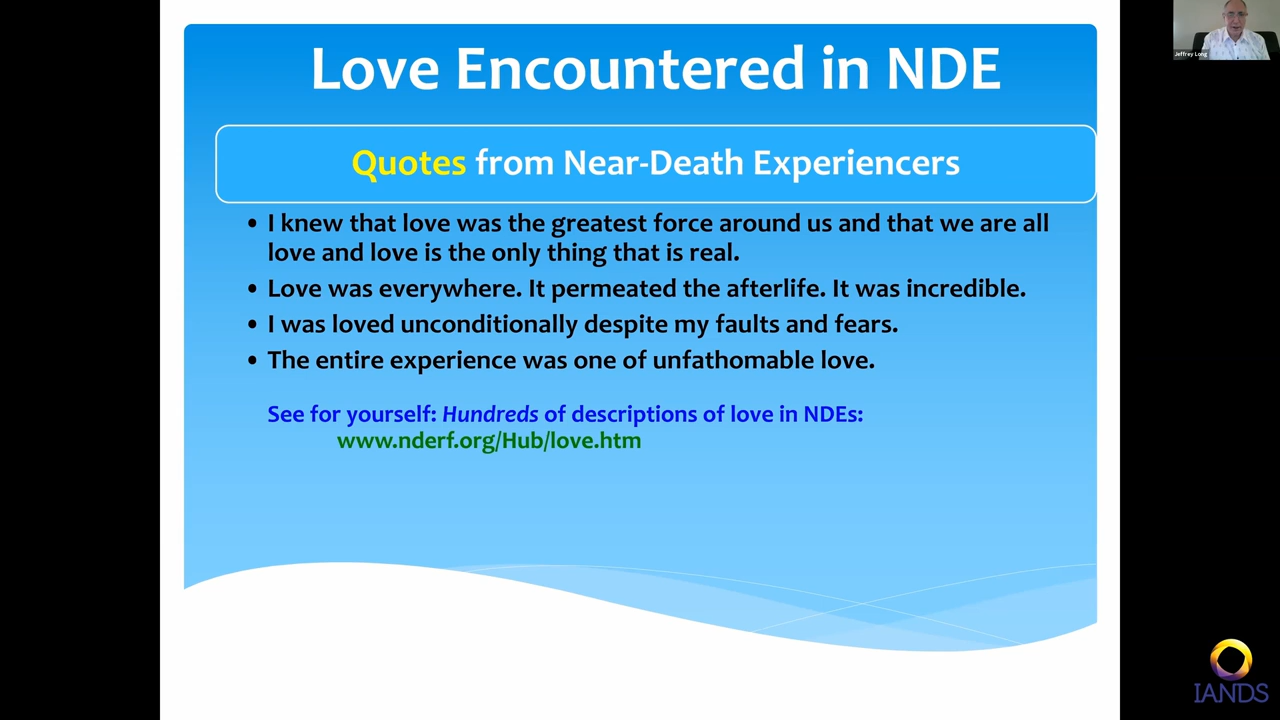 Love Encountered in NDE
Quotes from Near-Death Experiencers
• I knew that love was the greatest force around us and that we are all
love and love is the only thing that is real.
• Love was everywhere. It permeated the afterlife. It was incredible.
• I was loved unconditionally despite my faults and fears.
• The entire experience was one of unfathomable love.
See for yourself: Hundreds of descriptions of love in NDEs:
www.nderf.org/Hub/love.htm
Jeffrey Long
IANDS